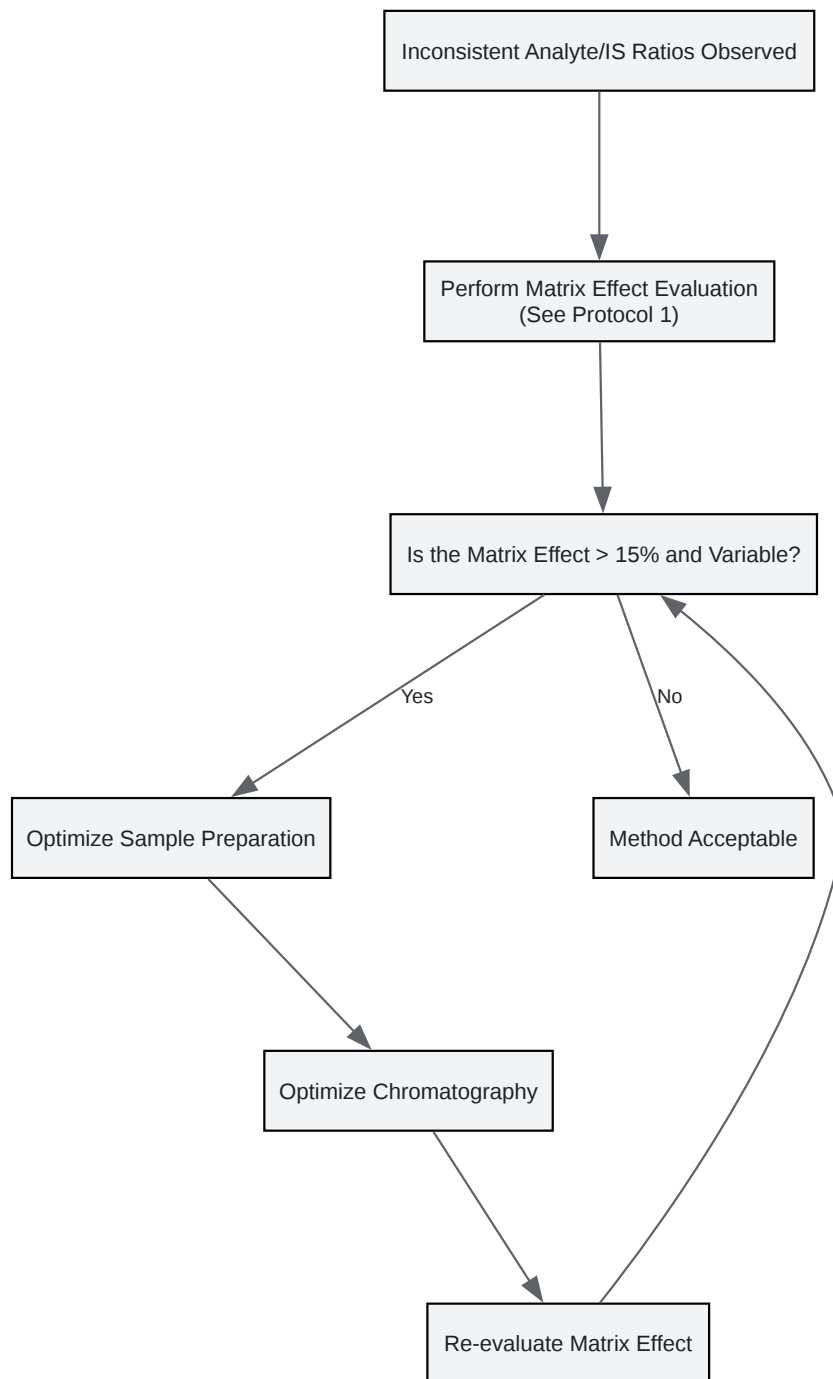 Inconsistent Analyte/IS Ratios Observed
Perform Matrix Effect Evaluation
(See Protocol 1)
Is the Matrix Effect > 15% and Variable?
Yes
No
Optimize Sample Preparation
Method Acceptable
Optimize Chromatography
Re-evaluate Matrix Effect